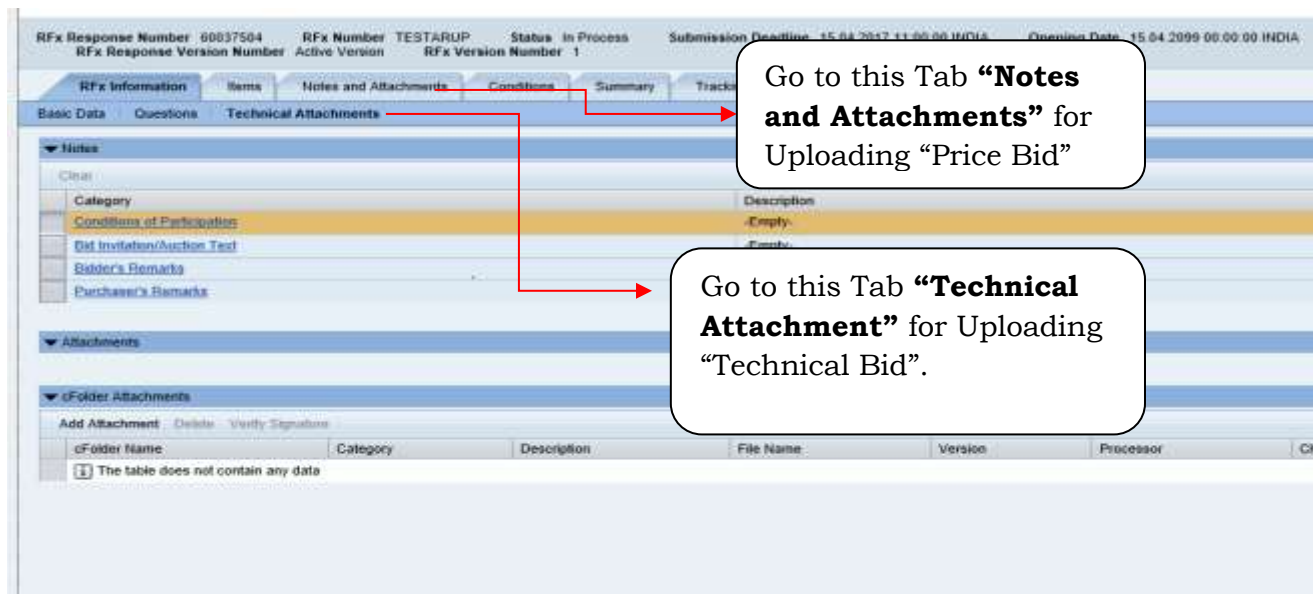 RFx Response Number 60037504 RFx Number TESTARUP Status In Process Submission Deadline 15.04.2017 11:00:00 INDIA Opening Date 15.04.2099 00:00:00 INDIA
RFx Response Version Number Active Version RFx Version Number 1
RFx Information Items Notes and Attachments Conditions Summary
Basic Data Questions Technical Attachments
Go to this Tab “Notes
and Attachments” for
Uploading “Price Bid”
Notes
Clear
Category Description
Conditions of Participation -Empty-
Bid Invitation/Auction Text -Empty-
Bidder's Remarks
Purchaser's Remarks
Go to this Tab “Technical
Attachment” for Uploading
“Technical Bid”.
Attachments
cFolder Attachments
Add Attachment Delete Verify Signature
cFolder Name Category Description File Name Version Processor
The table does not contain any data